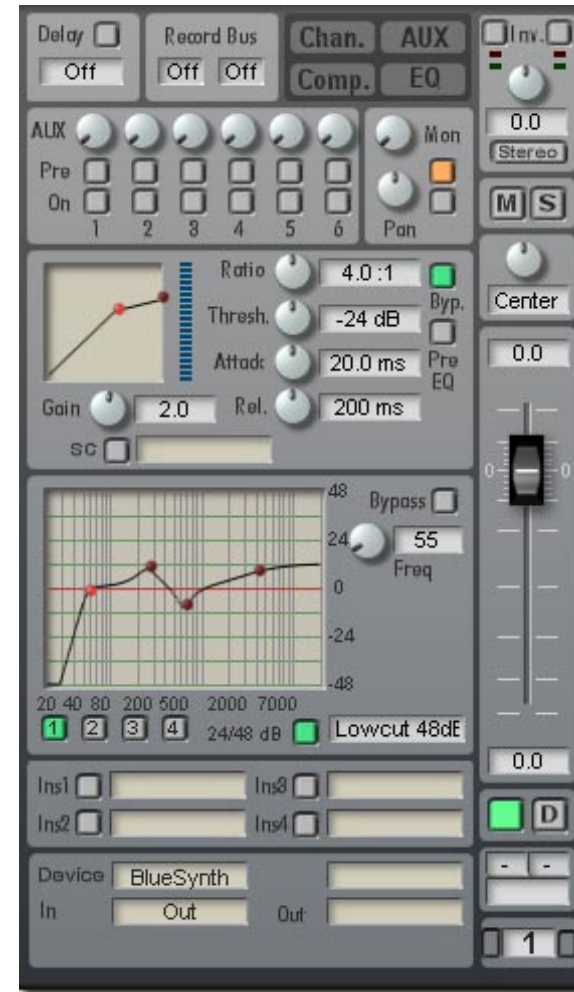 Delay
Off
Record Bus
Off Off
Chan. AUX
Comp. EQ
Inv.
0.0
Stereo
AUX
Pre
On
1 2 3 4 5 6
Mon
Pan
M S
Center
Ratio 4.0 :1
Byp.
Thresh. -24 dB
Attack 20.0 ms
Pre
EQ
Gain 2.0
Rel. 200 ms
SC
0.0
0 0
48
24
0
-24
-48
Bypass
55
Freq
20 40 80 200 500 2000 7000
1 2 3 4
24/48 dB
Lowcut 48dE
0.0
Ins1
Ins3
Ins2
Ins4
D
Device BlueSynth
In Out
Out
- -
1